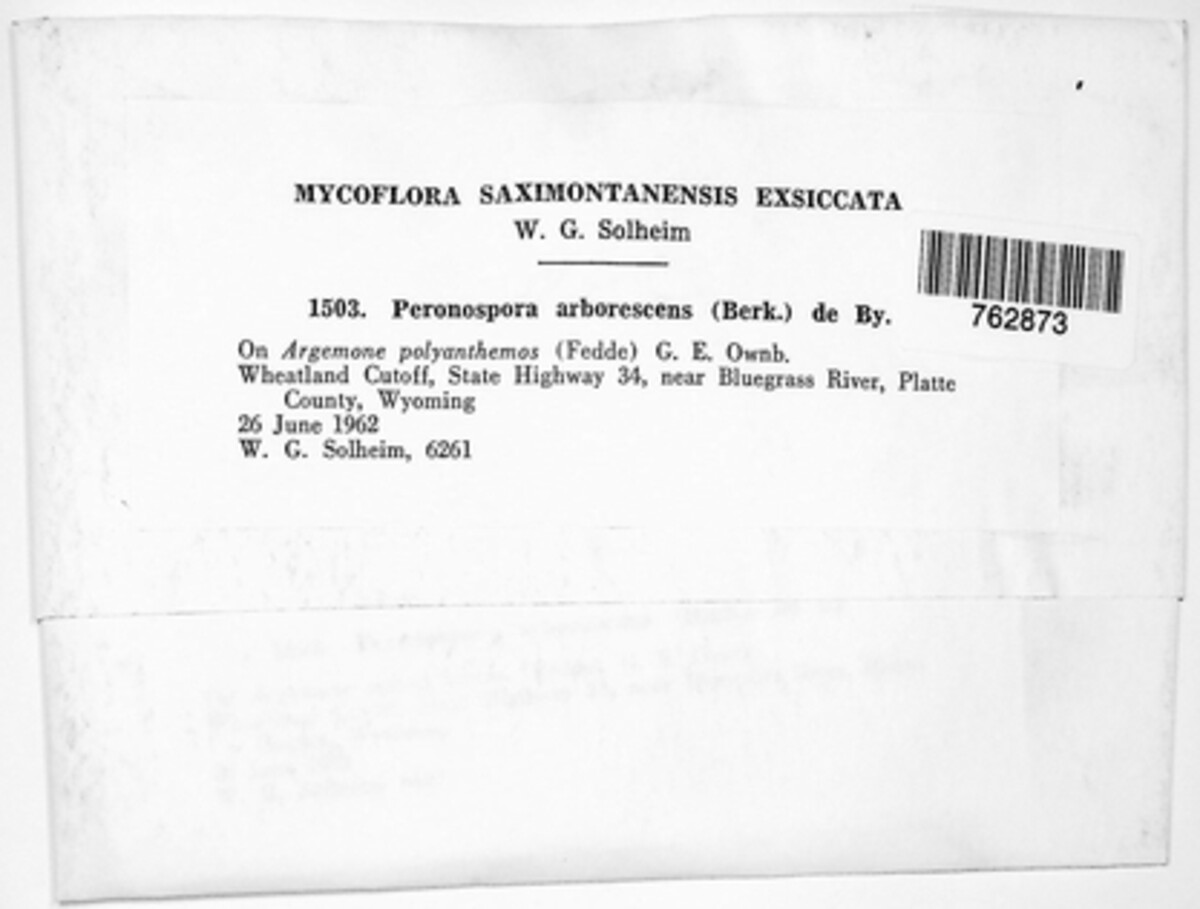 MYCOFLORA SAXIMONTANENSIS EXSICCATA
W. G. Solheim
1503. Peronospora arborescens (Berk.) de By.
762873
On Argemone polyanthemos (Fedde) G. E. Ownb.
Wheatland Cutoff, State Highway 34, near Bluegrass River, Platte
County, Wyoming
26 June 1962
W. G. Solheim, 6261